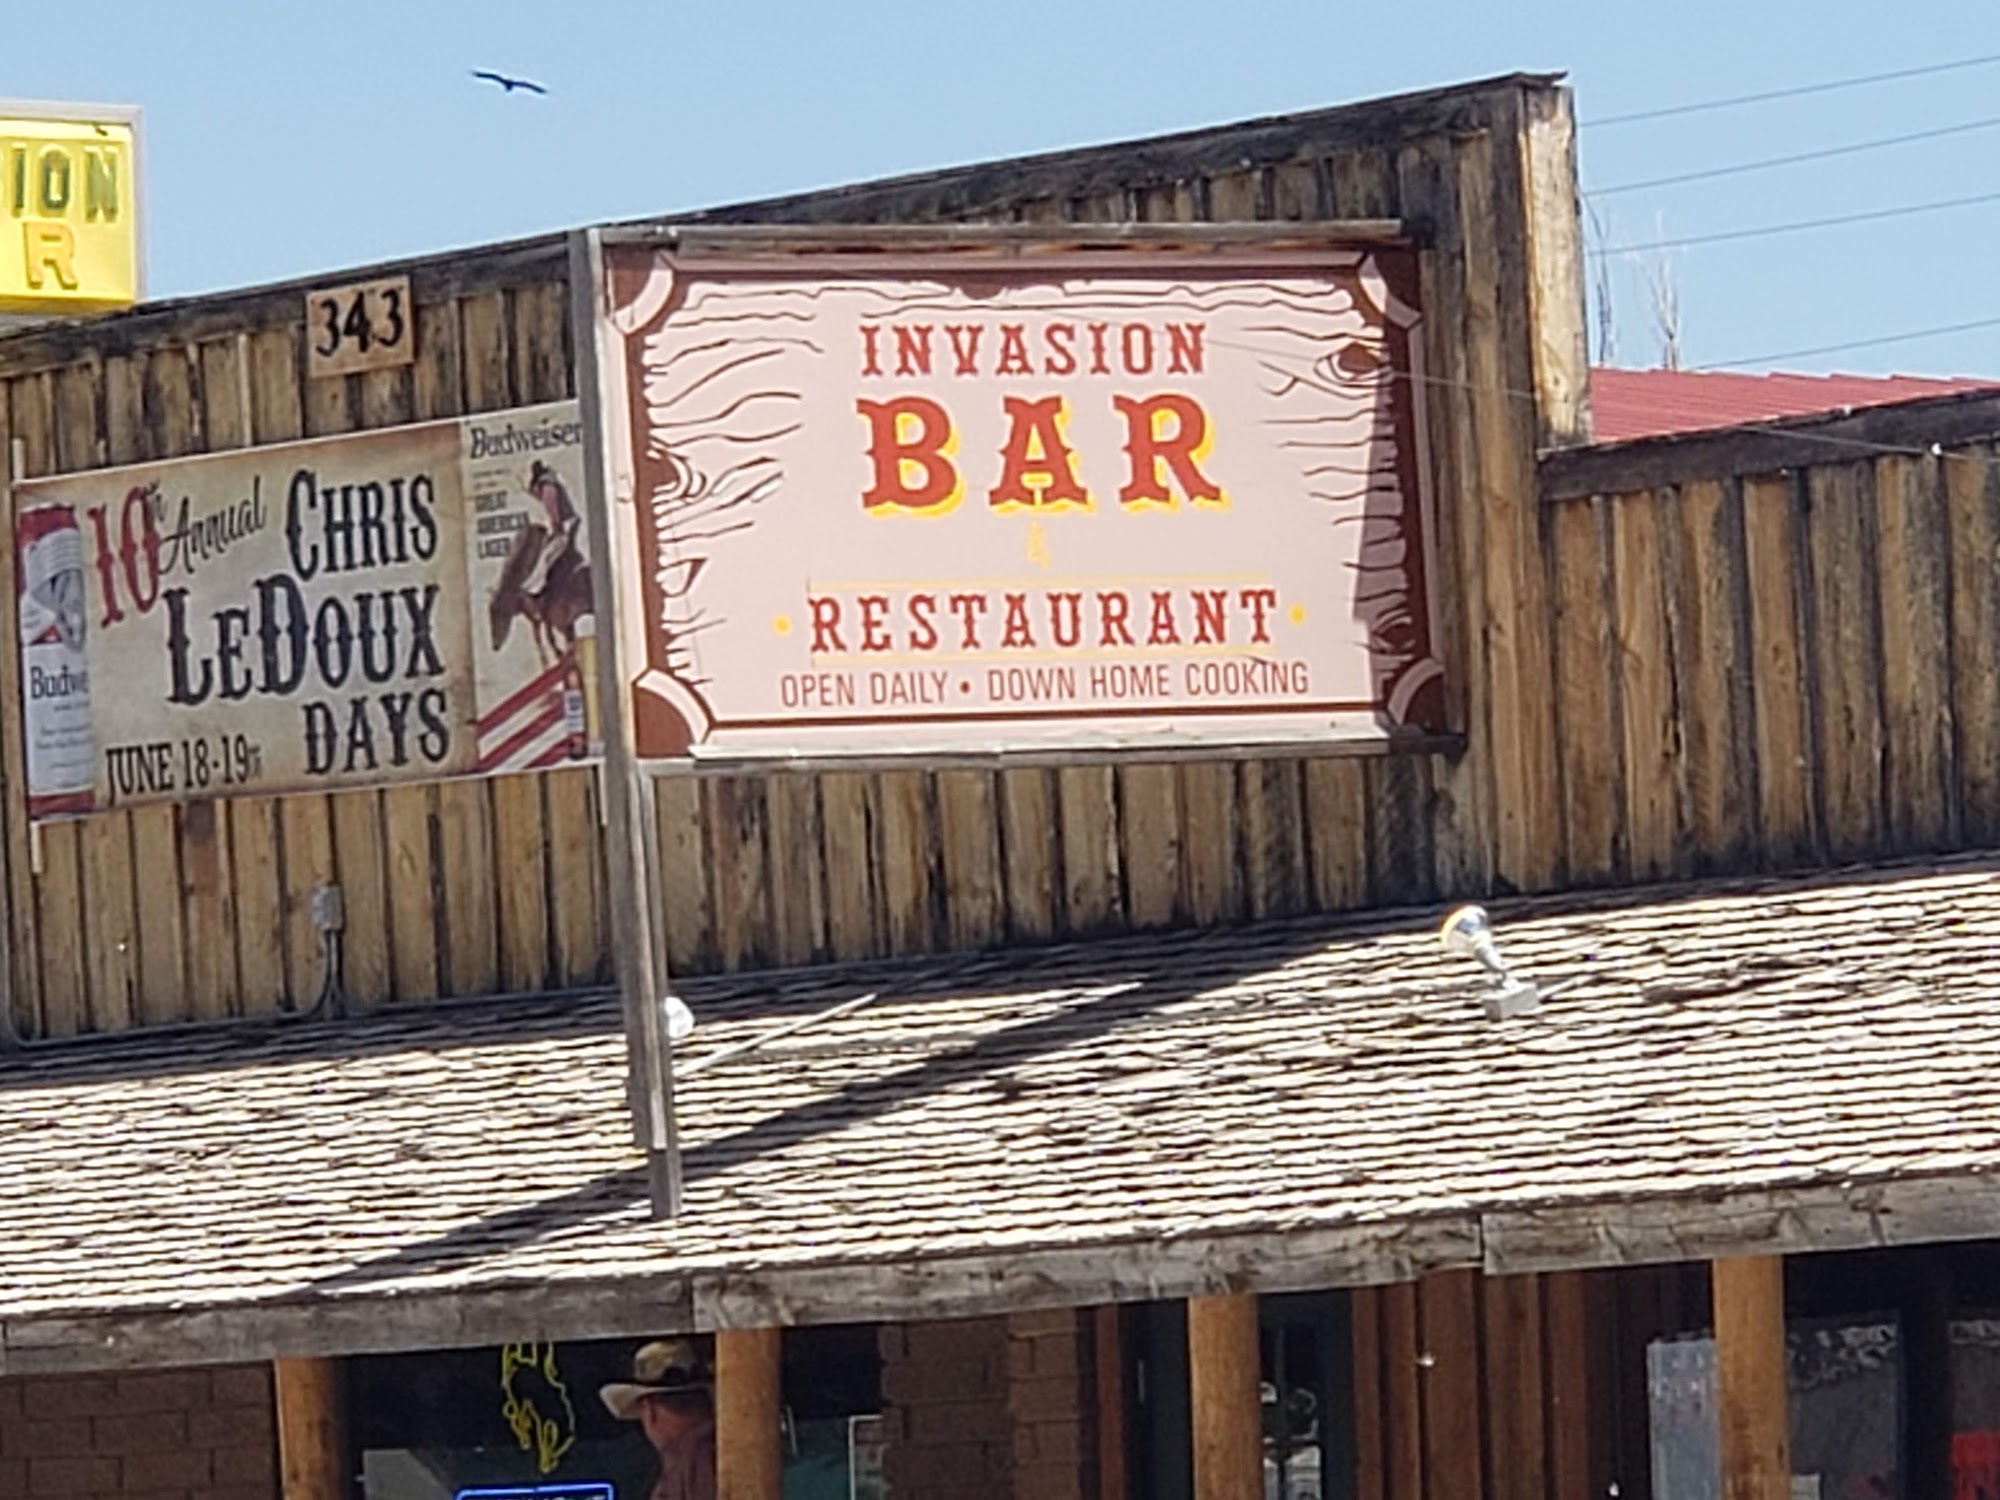 ION
R
343
10th Annual CHRIS
LEDOUX
DAYS
JUNE 18-19TH
Budweiser
GREAT
AMERICAN
LAGER
INVASION
BAR
&
• RESTAURANT •
OPEN DAILY • DOWN HOME COOKING